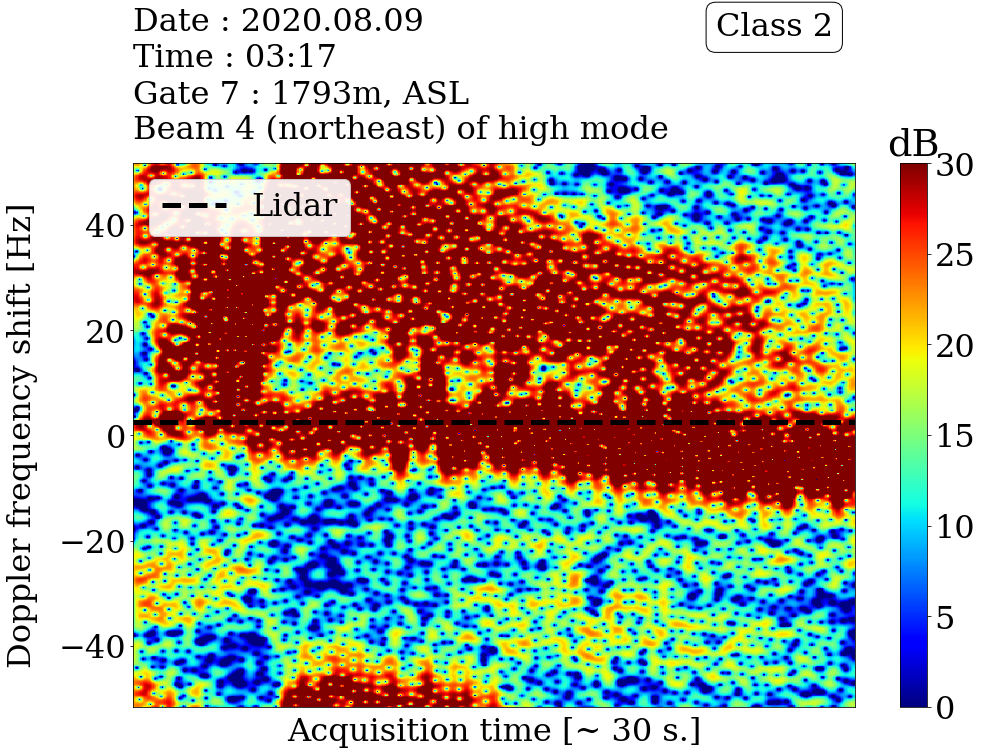 Date : 2020.08.09
Time : 03:17
Gate 7 : 1793m, ASL
Beam 4 (northeast) of high mode
Class 2
dB
Lidar
Doppler frequency shift [Hz]
40
20
0
−20
−40
30
25
20
15
10
5
0
Acquisition time [~ 30 s.]